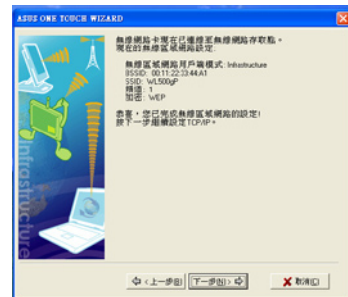 ASUS ONE TOUCH WIZARD
無線網路卡現在已連線至無線網路存取點。
現在的無線區域網路設定:
無線區域網路用戶端模式: Infrastructure
BSSID: 00:11:22:33:44:A1
SSID: WL500gP
頻道: 1
加密: WEP
恭喜，您已完成無線區域網路的設定!
按下一步繼續設定TCP/IP。
Infrastructure
<上一步(B)
下一步(N)>
取消(C)